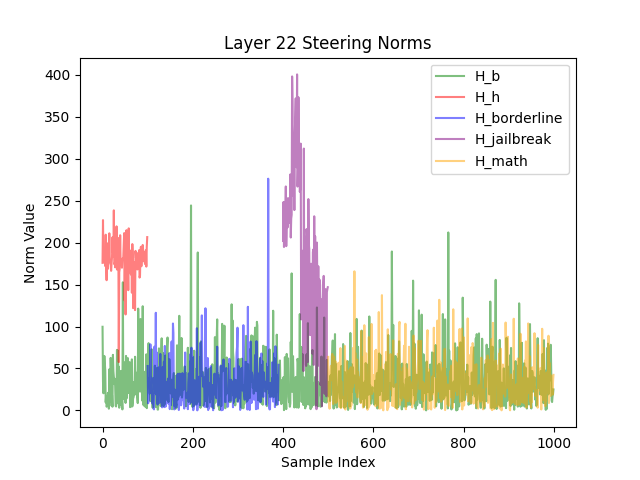 Layer 22 Steering Norms
Norm Value
400
350
300
250
200
150
100
50
0
0 200 400 600 800 1000
Sample Index
H_b
H_h
H_borderline
H_jailbreak
H_math